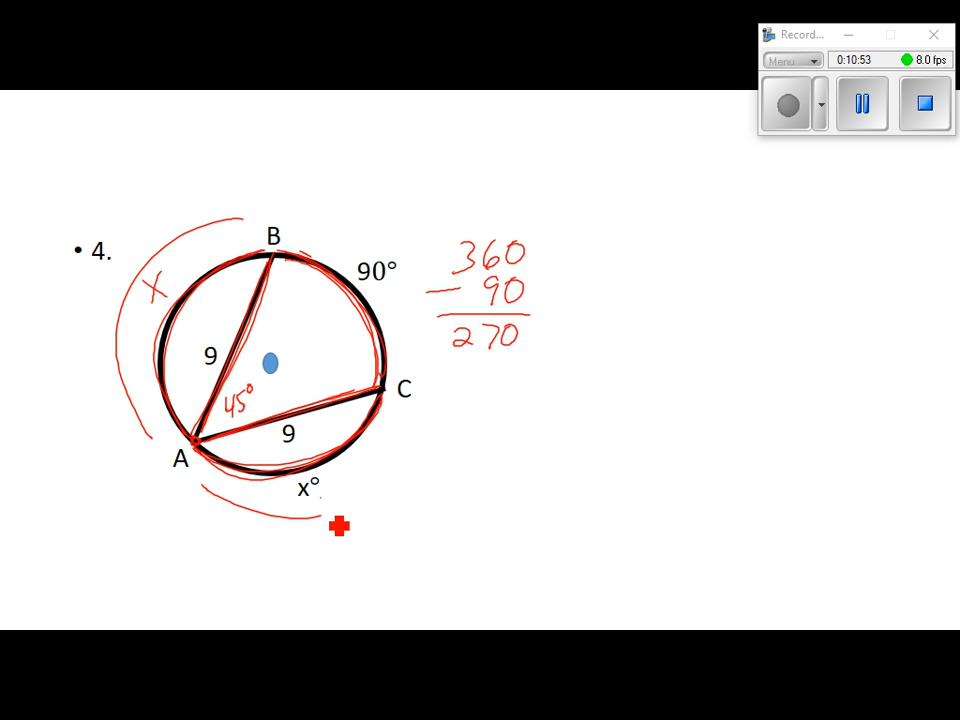 Record...
Menu
0:10:53
8.0 fps
• 4.
B
90°
X
9
45°
C
9
A
x°
360
- 90
270